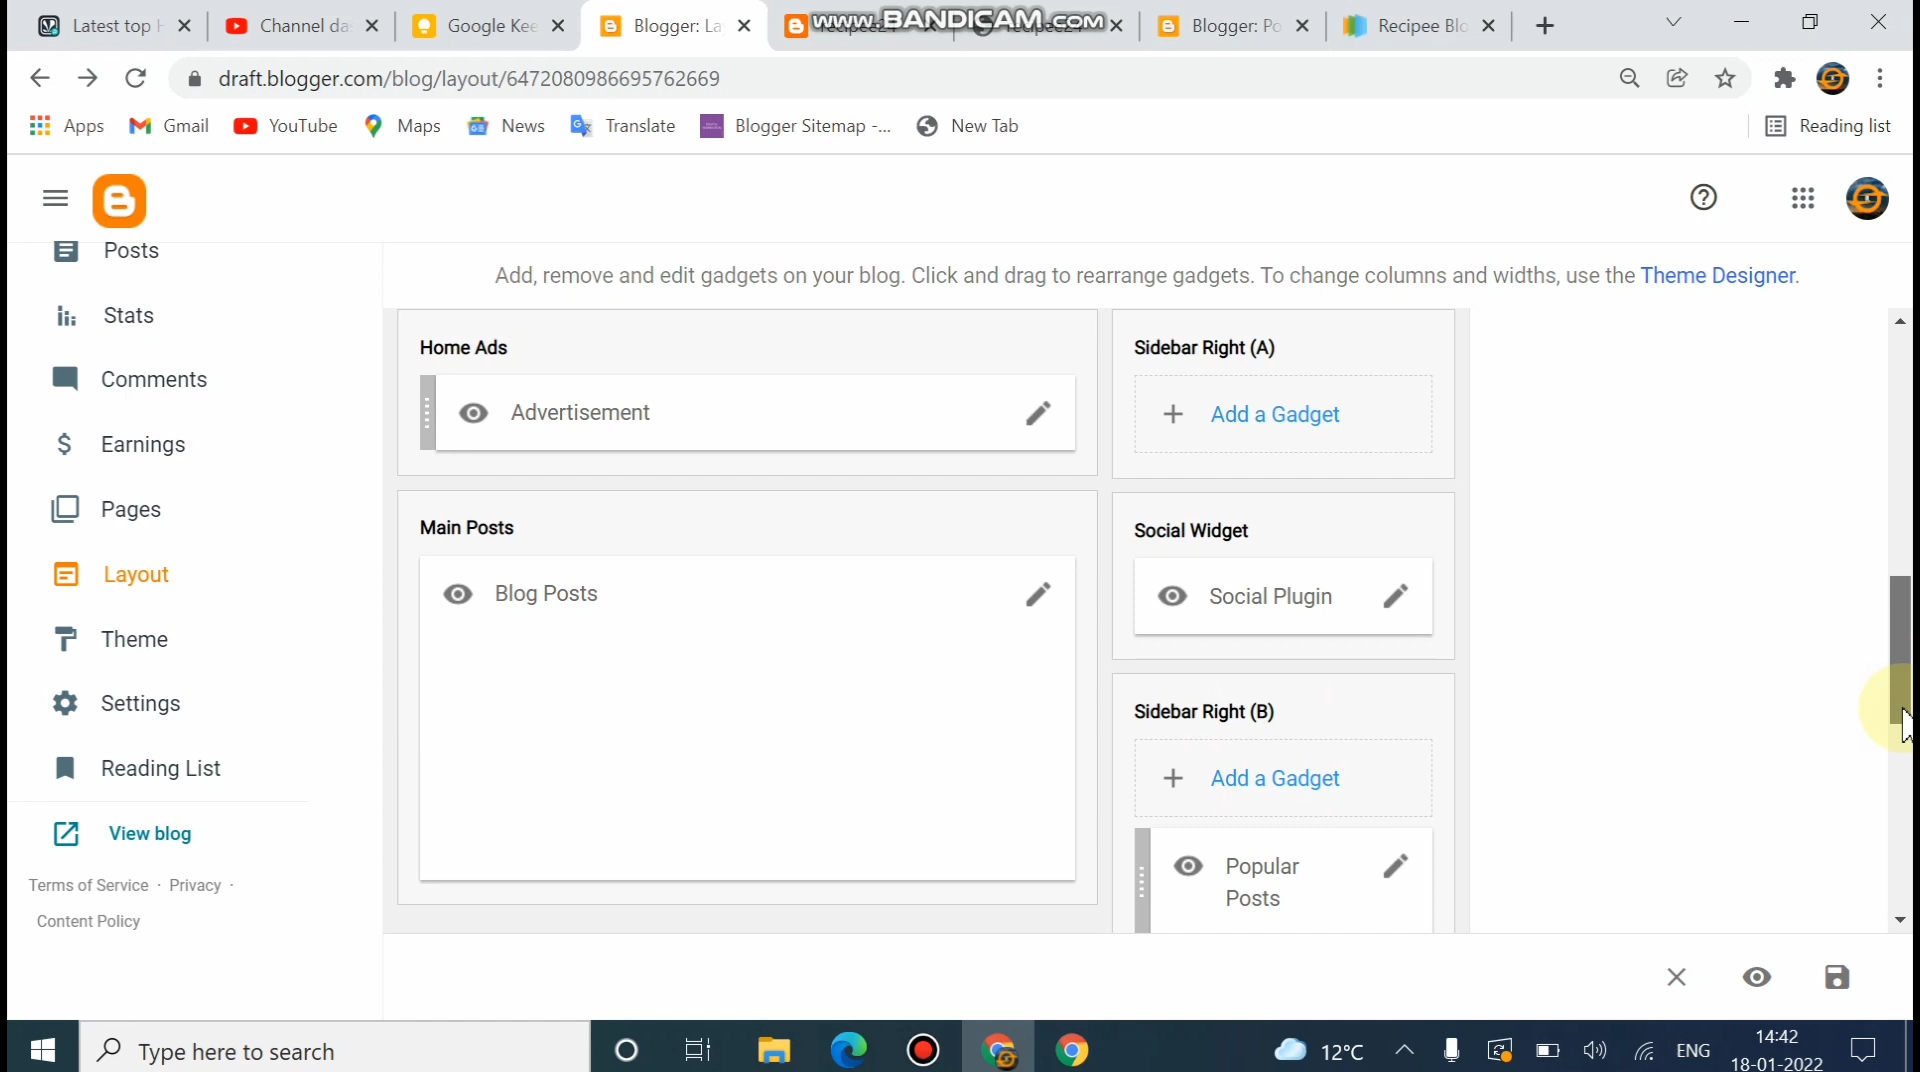 Latest top H
Channel da
Google Kee
Blogger: La
Blogger: Po
Recipee Blo
www.BANDICAM.COM
draft.blogger.com/blog/layout/6472080986695762669
Apps
Gmail
YouTube
Maps
News
Translate
Blogger Sitemap -...
New Tab
Reading list
Posts
Stats
Comments
Earnings
Pages
Layout
Theme
Settings
Reading List
View blog
Terms of Service · Privacy ·
Content Policy
Add, remove and edit gadgets on your blog. Click and drag to rearrange gadgets. To change columns and widths, use the Theme Designer.
Home Ads
Advertisement
Main Posts
Blog Posts
Sidebar Right (A)
Add a Gadget
Social Widget
Social Plugin
Sidebar Right (B)
Add a Gadget
Popular
Posts
Type here to search
12°C
ENG
14:42
18-01-2022